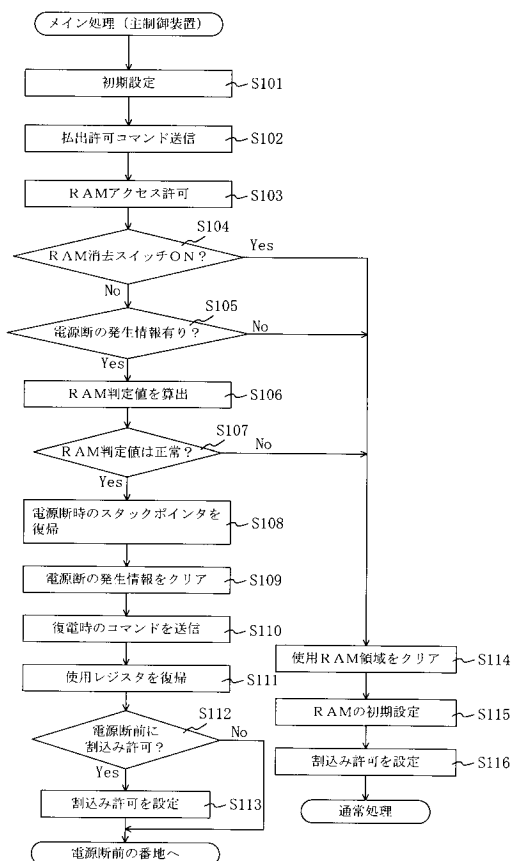 メイン処理（主制御装置）
初期設定
S101
払出許可コマンド送信
S102
ＲＡＭアクセス許可
S103
S104
ＲＡＭ消去スイッチＯＮ？
Yes
No
S105
電源断の発生情報有り？
No
Yes
ＲＡＭ判定値を算出
S106
S107
ＲＡＭ判定値は正常？
No
Yes
電源断時のスタックポインタを
復帰
S108
電源断の発生情報をクリア
S109
復電時のコマンドを送信
S110
使用レジスタを復帰
S111
S112
電源断前に
割込み許可？
No
Yes
割込み許可を設定
S113
電源断前の番地へ
使用ＲＡＭ領域をクリア
S114
ＲＡＭの初期設定
S115
割込み許可を設定
S116
通常処理